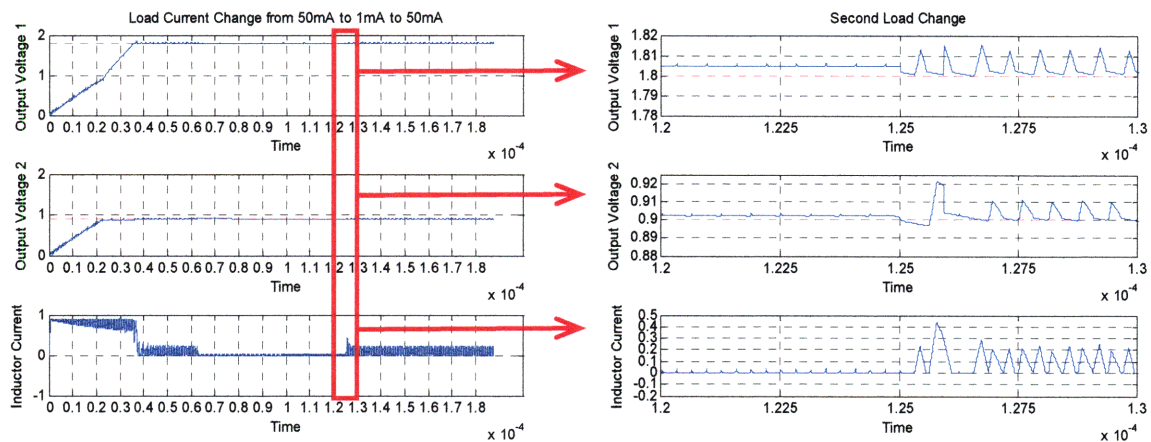 Load Current Change from 50mA to 1mA to 50mA
Output Voltage 1
2
1
0
0 0.1 0.2 0.3 0.4 0.5 0.6 0.7 0.8 0.9 1 1.1 1.2 1.3 1.4 1.5 1.6 1.7 1.8
Time
x 10-4
Output Voltage 2
2
1
0
0 0.1 0.2 0.3 0.4 0.5 0.6 0.7 0.8 0.9 1 1.1 1.2 1.3 1.4 1.5 1.6 1.7 1.8
Time
x 10-4
Inductor Current
1
0
-1
0 0.1 0.2 0.3 0.4 0.5 0.6 0.7 0.8 0.9 1 1.1 1.2 1.3 1.4 1.5 1.6 1.7 1.8
Time
x 10-4
Second Load Change
Output Voltage 1
1.82
1.81
1.8
1.79
1.78
1.2 1.225 1.25 1.275 1.3
Time
x 10-4
Output Voltage 2
0.92
0.91
0.9
0.89
0.88
1.2 1.225 1.25 1.275 1.3
Time
x 10-4
Inductor Current
0.5
0.4
0.3
0.2
0.1
0
-0.1
0.2
1.2 1.225 1.25 1.275 1.3
Time
x 10-4